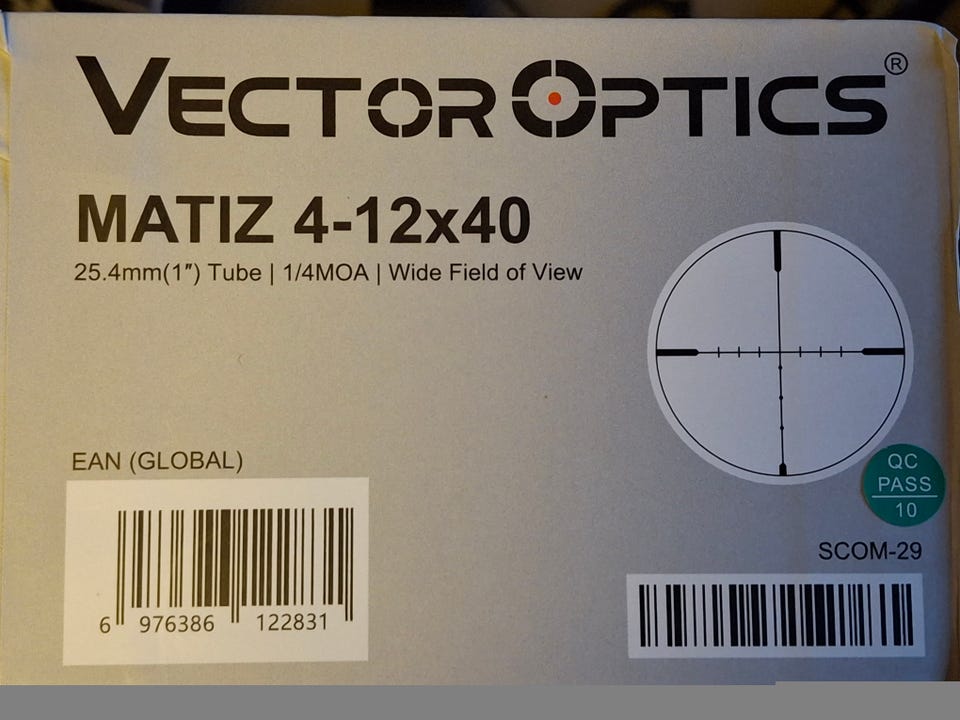 VECTOR OPTICS®
MATIZ 4-12x40
25.4mm(1″) Tube | 1/4MOA | Wide Field of View
EAN (GLOBAL)
6 976386 122831
QC
PASS
10
SCOM-29